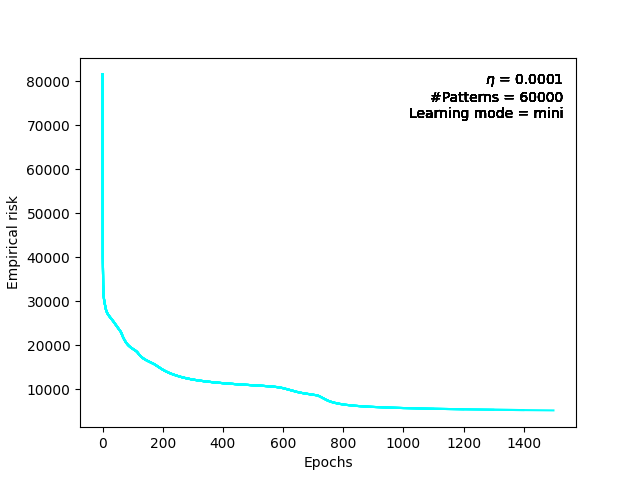 η = 0.0001
#Patterns = 60000
Learning mode = mini
80000
70000
60000
50000
40000
30000
20000
10000
Empirical risk
0 200 400 600 800 1000 1200 1400
Epochs